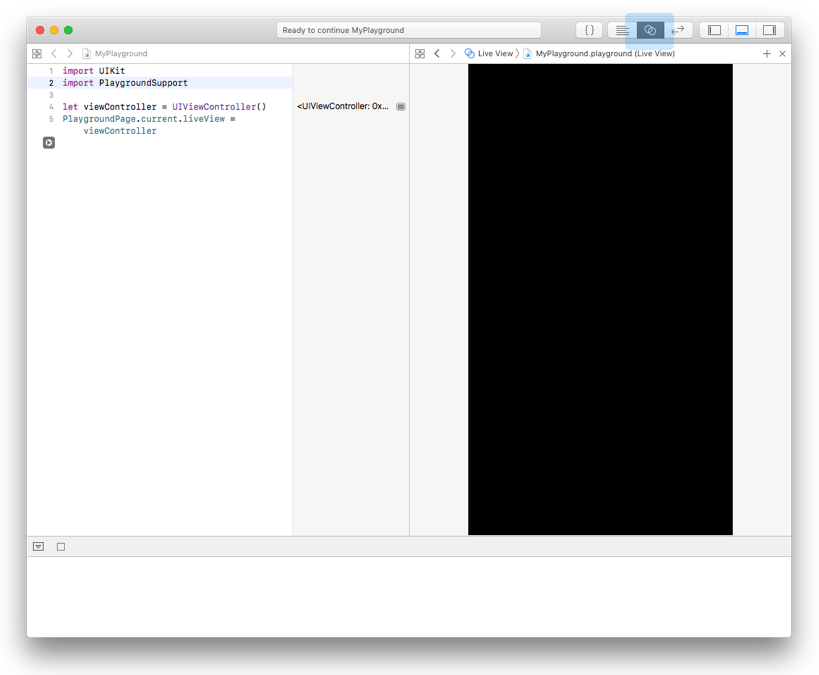 Ready to continue MyPlayground
{ }
MyPlayground
Live View
MyPlayground.playground (Live View)
1 import UIKit
2 import PlaygroundSupport
3
4 let viewController = UIViewController()
<UIViewController: 0x...
5 PlaygroundPage.current.liveView =
viewController